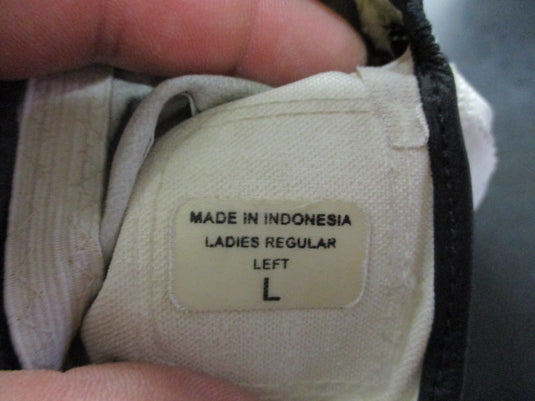 MADE IN INDONESIA
LADIES REGULAR
LEFT
L